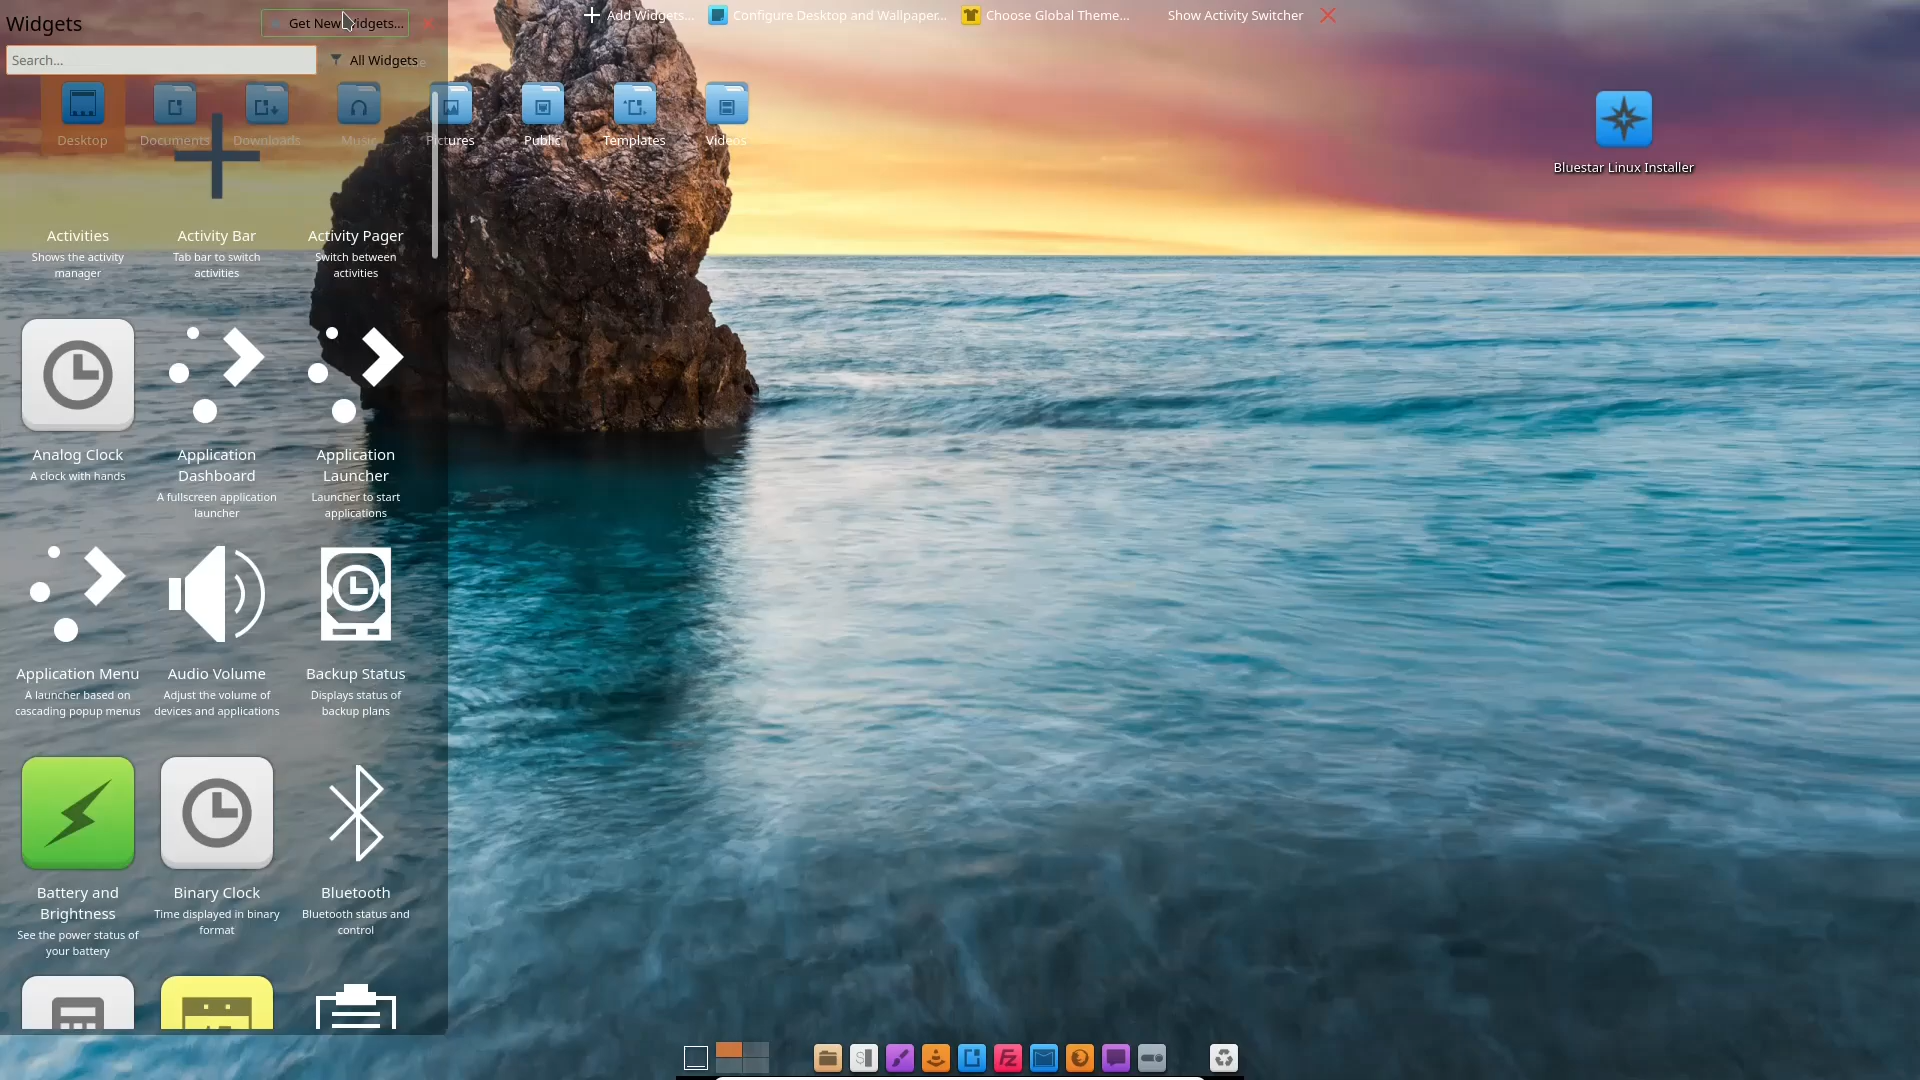 Widgets
Get New Widgets...
Add Widgets...
Configure Desktop and Wallpaper...
Choose Global Theme...
Show Activity Switcher
Search...
All Widgets
Desktop
Documents
Downloads
Music
Pictures
Public
Templates
Videos
Bluestar Linux Installer
Activities
Shows the activity
manager
Activity Bar
Tab bar to switch
activities
Activity Pager
Switch between
activities
Analog Clock
A clock with hands
Application
Dashboard
A fullscreen application
launcher
Application
Launcher
Launcher to start
applications
Application Menu
A launcher based on
cascading popup menus
Audio Volume
Adjust the volume of
devices and applications
Backup Status
Displays status of
backup plans
Battery and
Brightness
See the power status of
your battery
Binary Clock
Time displayed in binary
format
Bluetooth
Bluetooth status and
control
Fz